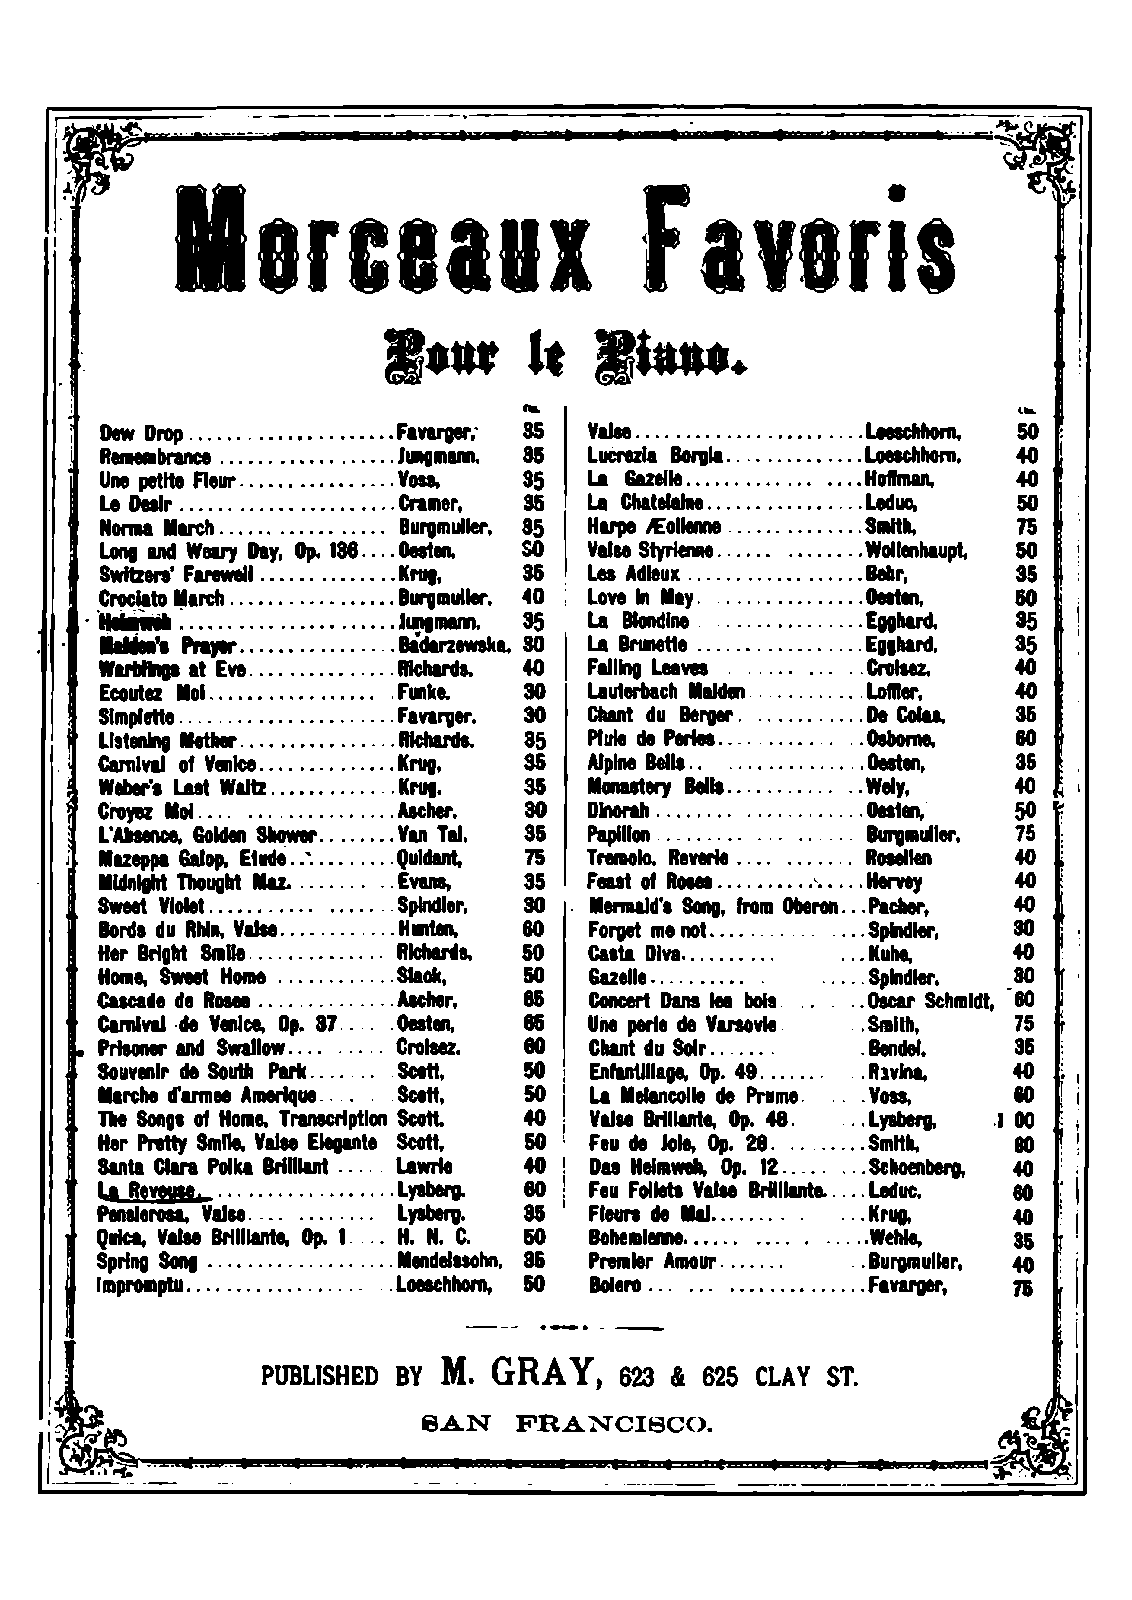 Morceaux Favoris
Pour le Piano.
Dew Drop Favarger, 35
Remembrance Jungmann, 35
Une petite Fleur Voss, 35
Le Desir Cramer, 35
Norma March Burgmuller, 35
Long and Weary Day, Op. 136 Oesten, 30
Switzers' Farewell Krug, 35
Crociato March Burgmuller, 40
Heimweh Jungmann, 35
Maiden's Prayer Badarzewska, 30
Warblings at Eve Richards, 40
Ecoutez Moi Funke. 30
Simplette Favarger. 30
Listening Mother Richards. 35
Carnival of Venice Krug, 35
Weber's Last Waltz Krug, 35
Croyez Moi Ascher, 30
L'Absence, Golden Shower Van Tal, 35
Mazeppa Galop, Etude Quidant, 75
Midnight Thought Maz. Evans, 35
Sweet Violet Spindler, 30
Bords du Rhin, Valse Hunten, 60
Her Bright Smile Richards, 50
Home, Sweet Home Slack, 50
Cascade de Roses Ascher, 65
Carnival de Venice, Op. 37 Oesten, 65
Prisoner and Swallow Croisez. 60
Souvenir de South Park Scott, 50
Marche d'armee Amerique Scott, 50
The Songs of Home, Transcription Scott. 40
Her Pretty Smile, Valse Elegante Scott, 50
Santa Clara Polka Brilliant Lawrie 40
La Reveuse. Lysberg. 60
Penserosa, Valse Lysberg. 35
Quica, Valse Brilliante, Op. 1 H. N. C. 50
Spring Song Mendelssohn, 35
Impromptu Loeschhorn, 50
Valse Loeschhorn, 50
Lucrezia Borgia Loeschhorn, 40
La Gazelle Hoffman, 40
La Chatelaine Leduc, 50
Harpe Æolienne Smith, 75
Valse Styrienne Wollenhaupt, 50
Les Adieux Behr, 35
Love in May Oesten, 50
La Blondine Egghard, 35
La Brunette Egghard, 35
Falling Leaves Croisez, 40
Lauterbach Maiden Loffler, 40
Chant du Berger De Colas, 35
Pluie de Perles Osborne, 60
Alpine Bells Oesten, 35
Monastery Bells Wely, 40
Dinorah Oesten, 50
Papillon Burgmuller, 75
Tremolo, Reverie Rosellen 40
Feast of Roses Hervey 40
Mermaid's Song, from Oberon Pacher, 40
Forget me not Spindler, 30
Casta Diva Kuhe, 40
Gazelle Spindler, 30
Concert Dans les bois Oscar Schmidt, 60
Une perle de Varsovie Smith, 75
Chant du Soir Bendel, 35
Enfantillage, Op. 49 Ravina, 40
La Melancolie de Prume Voss, 60
Valse Brillante, Op. 48 Lysberg, 1 00
Feu de Joie, Op. 28 Smith, 60
Das Heimweh, Op. 12 Schoenberg, 40
Feu Follets Valse Brilliante Leduc, 60
Fleurs de Mai Krug, 40
Bohemienne Wehle, 35
Premier Amour Burgmuller, 40
Bolero Favarger, 75
PUBLISHED BY M. GRAY, 623 & 625 CLAY ST.
SAN FRANCISCO.